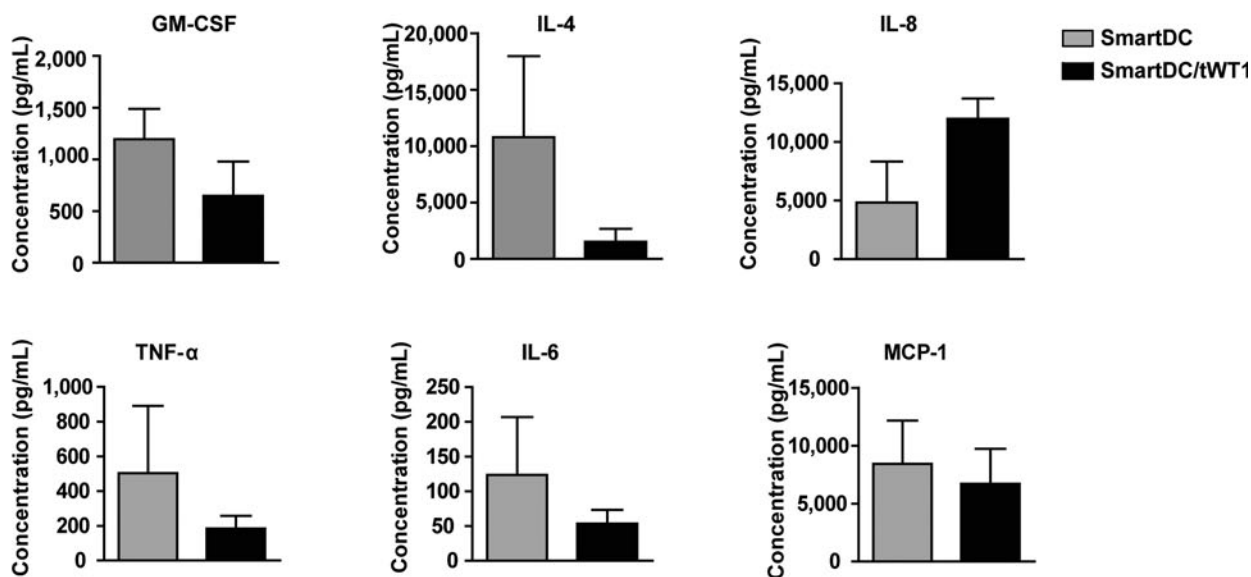 GM-CSF
Concentration (pg/mL)
2,000
1,500
1,000
500
0
IL-4
Concentration (pg/mL)
20,000
15,000
10,000
5,000
0
IL-8
Concentration (pg/mL)
15,000
10,000
5,000
0
SmartDC
SmartDC/tWT1
TNF-α
Concentration (pg/mL)
1,000
800
600
400
200
0
IL-6
Concentration (pg/mL)
250
200
150
100
50
0
MCP-1
Concentration (pg/mL)
15,000
10,000
5,000
0